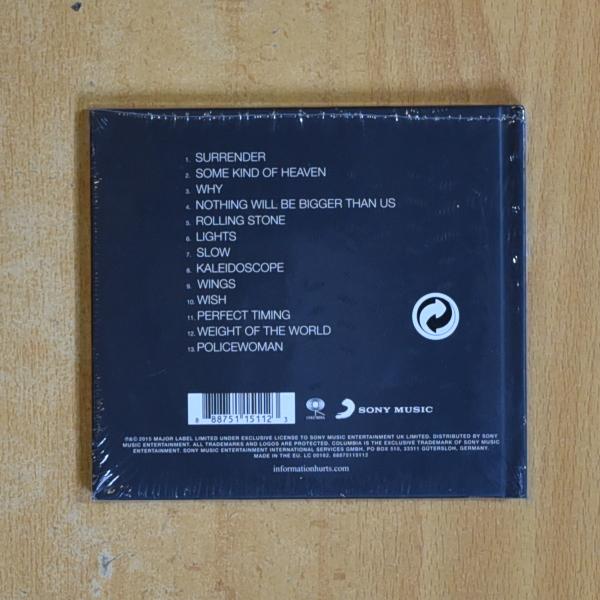 1. SURRENDER
2. SOME KIND OF HEAVEN
3. WHY
4. NOTHING WILL BE BIGGER THAN US
5. ROLLING STONE
6. LIGHTS
7. SLOW
8. KALEIDOSCOPE
9. WINGS
10. WISH
11. PERFECT TIMING
12. WEIGHT OF THE WORLD
13. POLICEWOMAN
8 88751 15112 3
COLUMBIA
SONY MUSIC
℗&© 2015 MAJOR LABEL LIMITED UNDER EXCLUSIVE LICENSE TO SONY MUSIC ENTERTAINMENT UK LIMITED. DISTRIBUTED BY SONY
MUSIC ENTERTAINMENT. ALL TRADEMARKS AND LOGOS ARE PROTECTED. COLUMBIA IS THE EXCLUSIVE TRADEMARK OF SONY MUSIC
ENTERTAINMENT. SONY MUSIC ENTERTAINMENT INTERNATIONAL SERVICES GMBH, PO BOX 510, 33311 GÜTERSLOH, GERMANY.
MADE IN THE EU. LC 00162. 88875115112
informationhurts.com